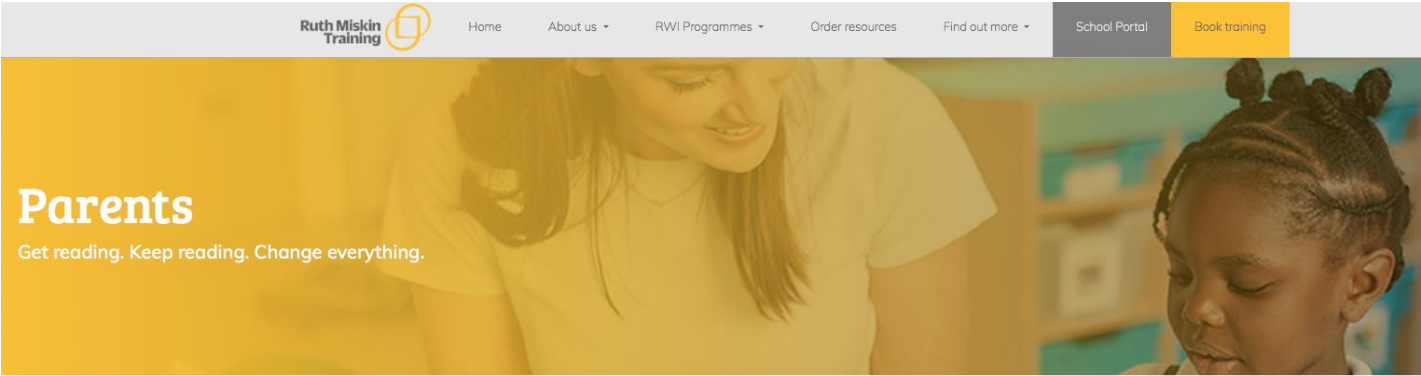 Ruth Miskin
Training
Home
About us
RWI Programmes
Order resources
Find out more
School Portal
Book training
Parents
Get reading. Keep reading. Change everything.